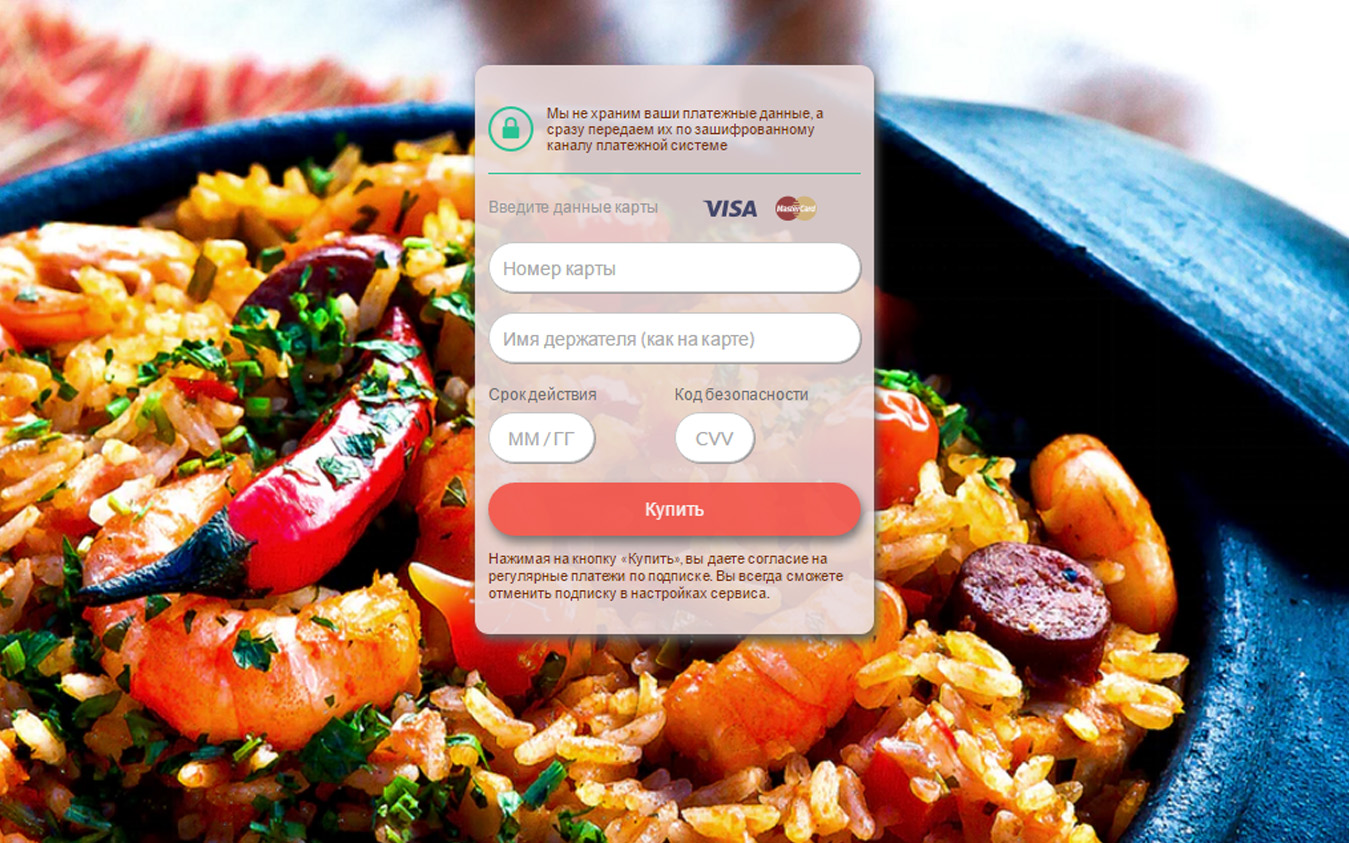 Мы не храним ваши платежные данные, а
сразу передаем их по зашифрованному
каналу платежной системе
Введите данные карты VISA MasterCard
Номер карты
Имя держателя (как на карте)
Срок действия Код безопасности
ММ / ГГ CVV
Купить
Нажимая на кнопку «Купить», вы даете согласие на
регулярные платежи по подписке. Вы всегда сможете
отменить подписку в настройках сервиса.